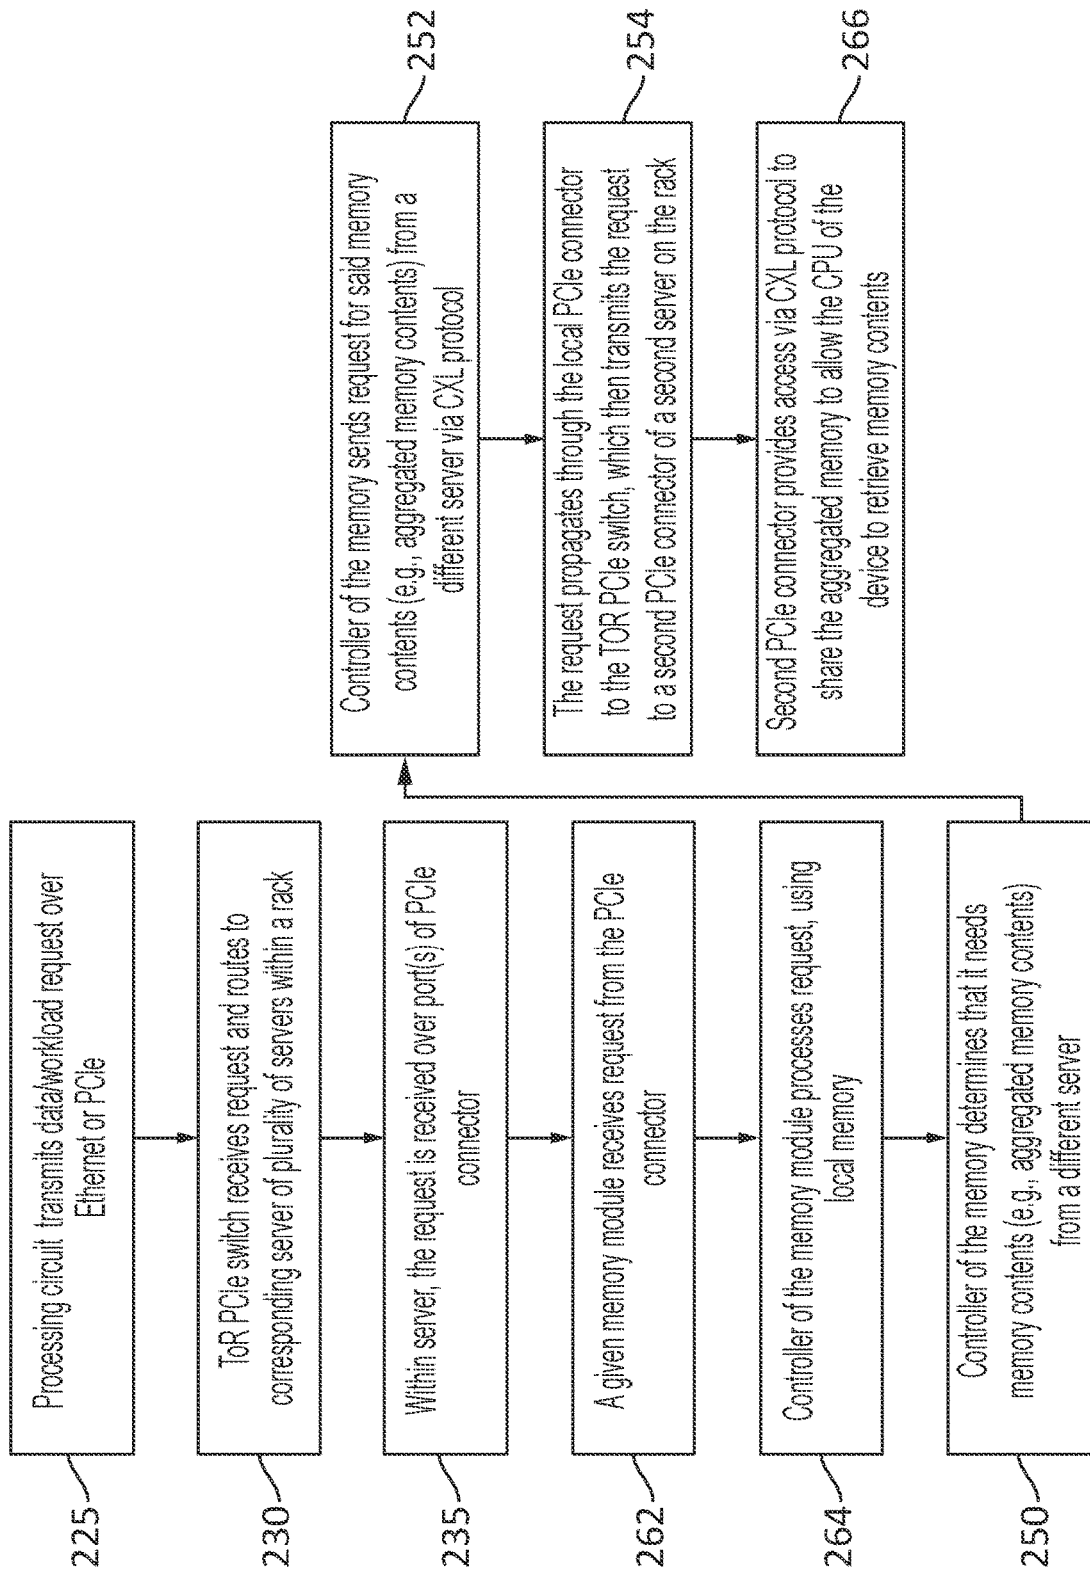 225
Processing circuit transmits data/workload request over
Ethernet or PCIe
230
ToR PCIe switch receives request and routes to
corresponding server of plurality of servers within a rack
235
Within server, the request is received over port(s) of PCIe
connector
262
A given memory module receives request from the PCIe
connector
264
Controller of the memory module processes request, using
local memory
250
Controller of the memory determines that it needs
memory contents (e.g., aggregated memory contents)
from a different server
252
Controller of the memory sends request for said memory
contents (e.g., aggregated memory contents) from a
different server via CXL protocol
254
The request propagates through the local PCIe connector
to the TOR PCIe switch, which then transmits the request
to a second PCIe connector of a second server on the rack
266
Second PCIe connector provides access via CXL protocol to
share the aggregated memory to allow the CPU of the
device to retrieve memory contents